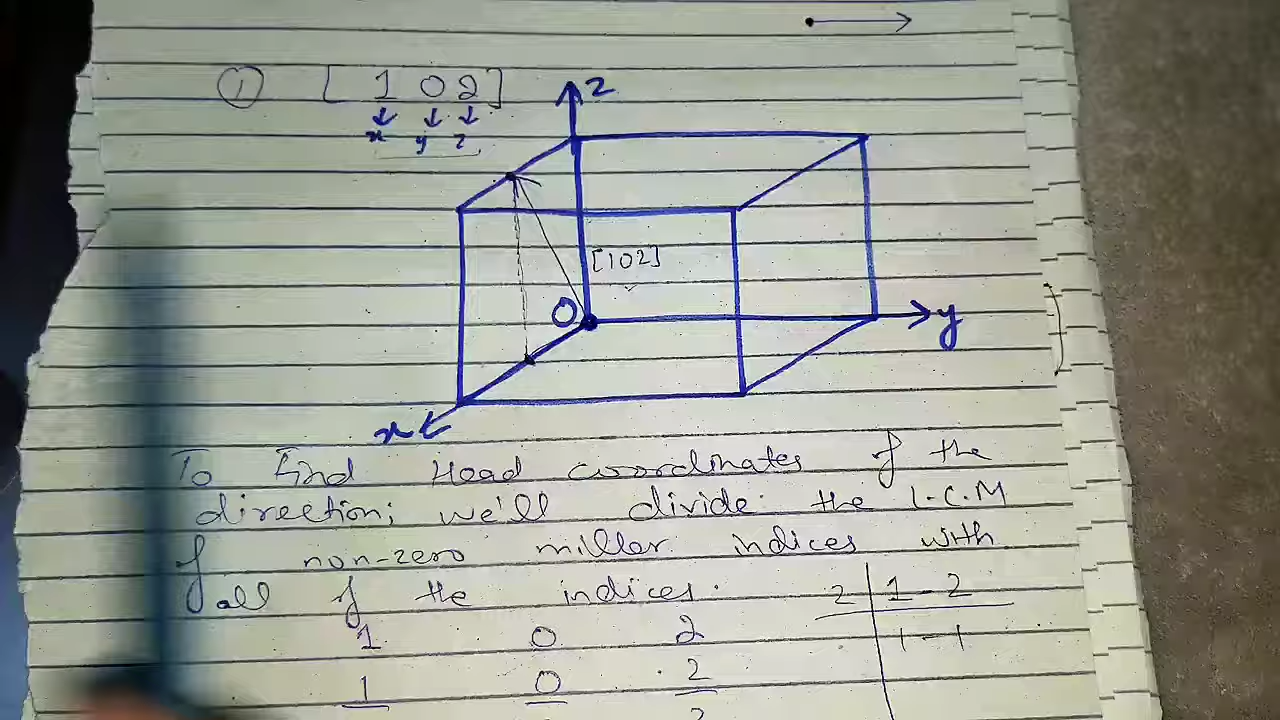 ① [ 1 0 2 ]
↓ ↓ ↓
x y z
z
[102]
O
y
x
To Find Head coordinates of the
direction; we'll divide the L.C.M
of non-zero miller indices with
all of the indices.
2 | 1 - 2
1 0 2
1 - 1
1 0 2
2